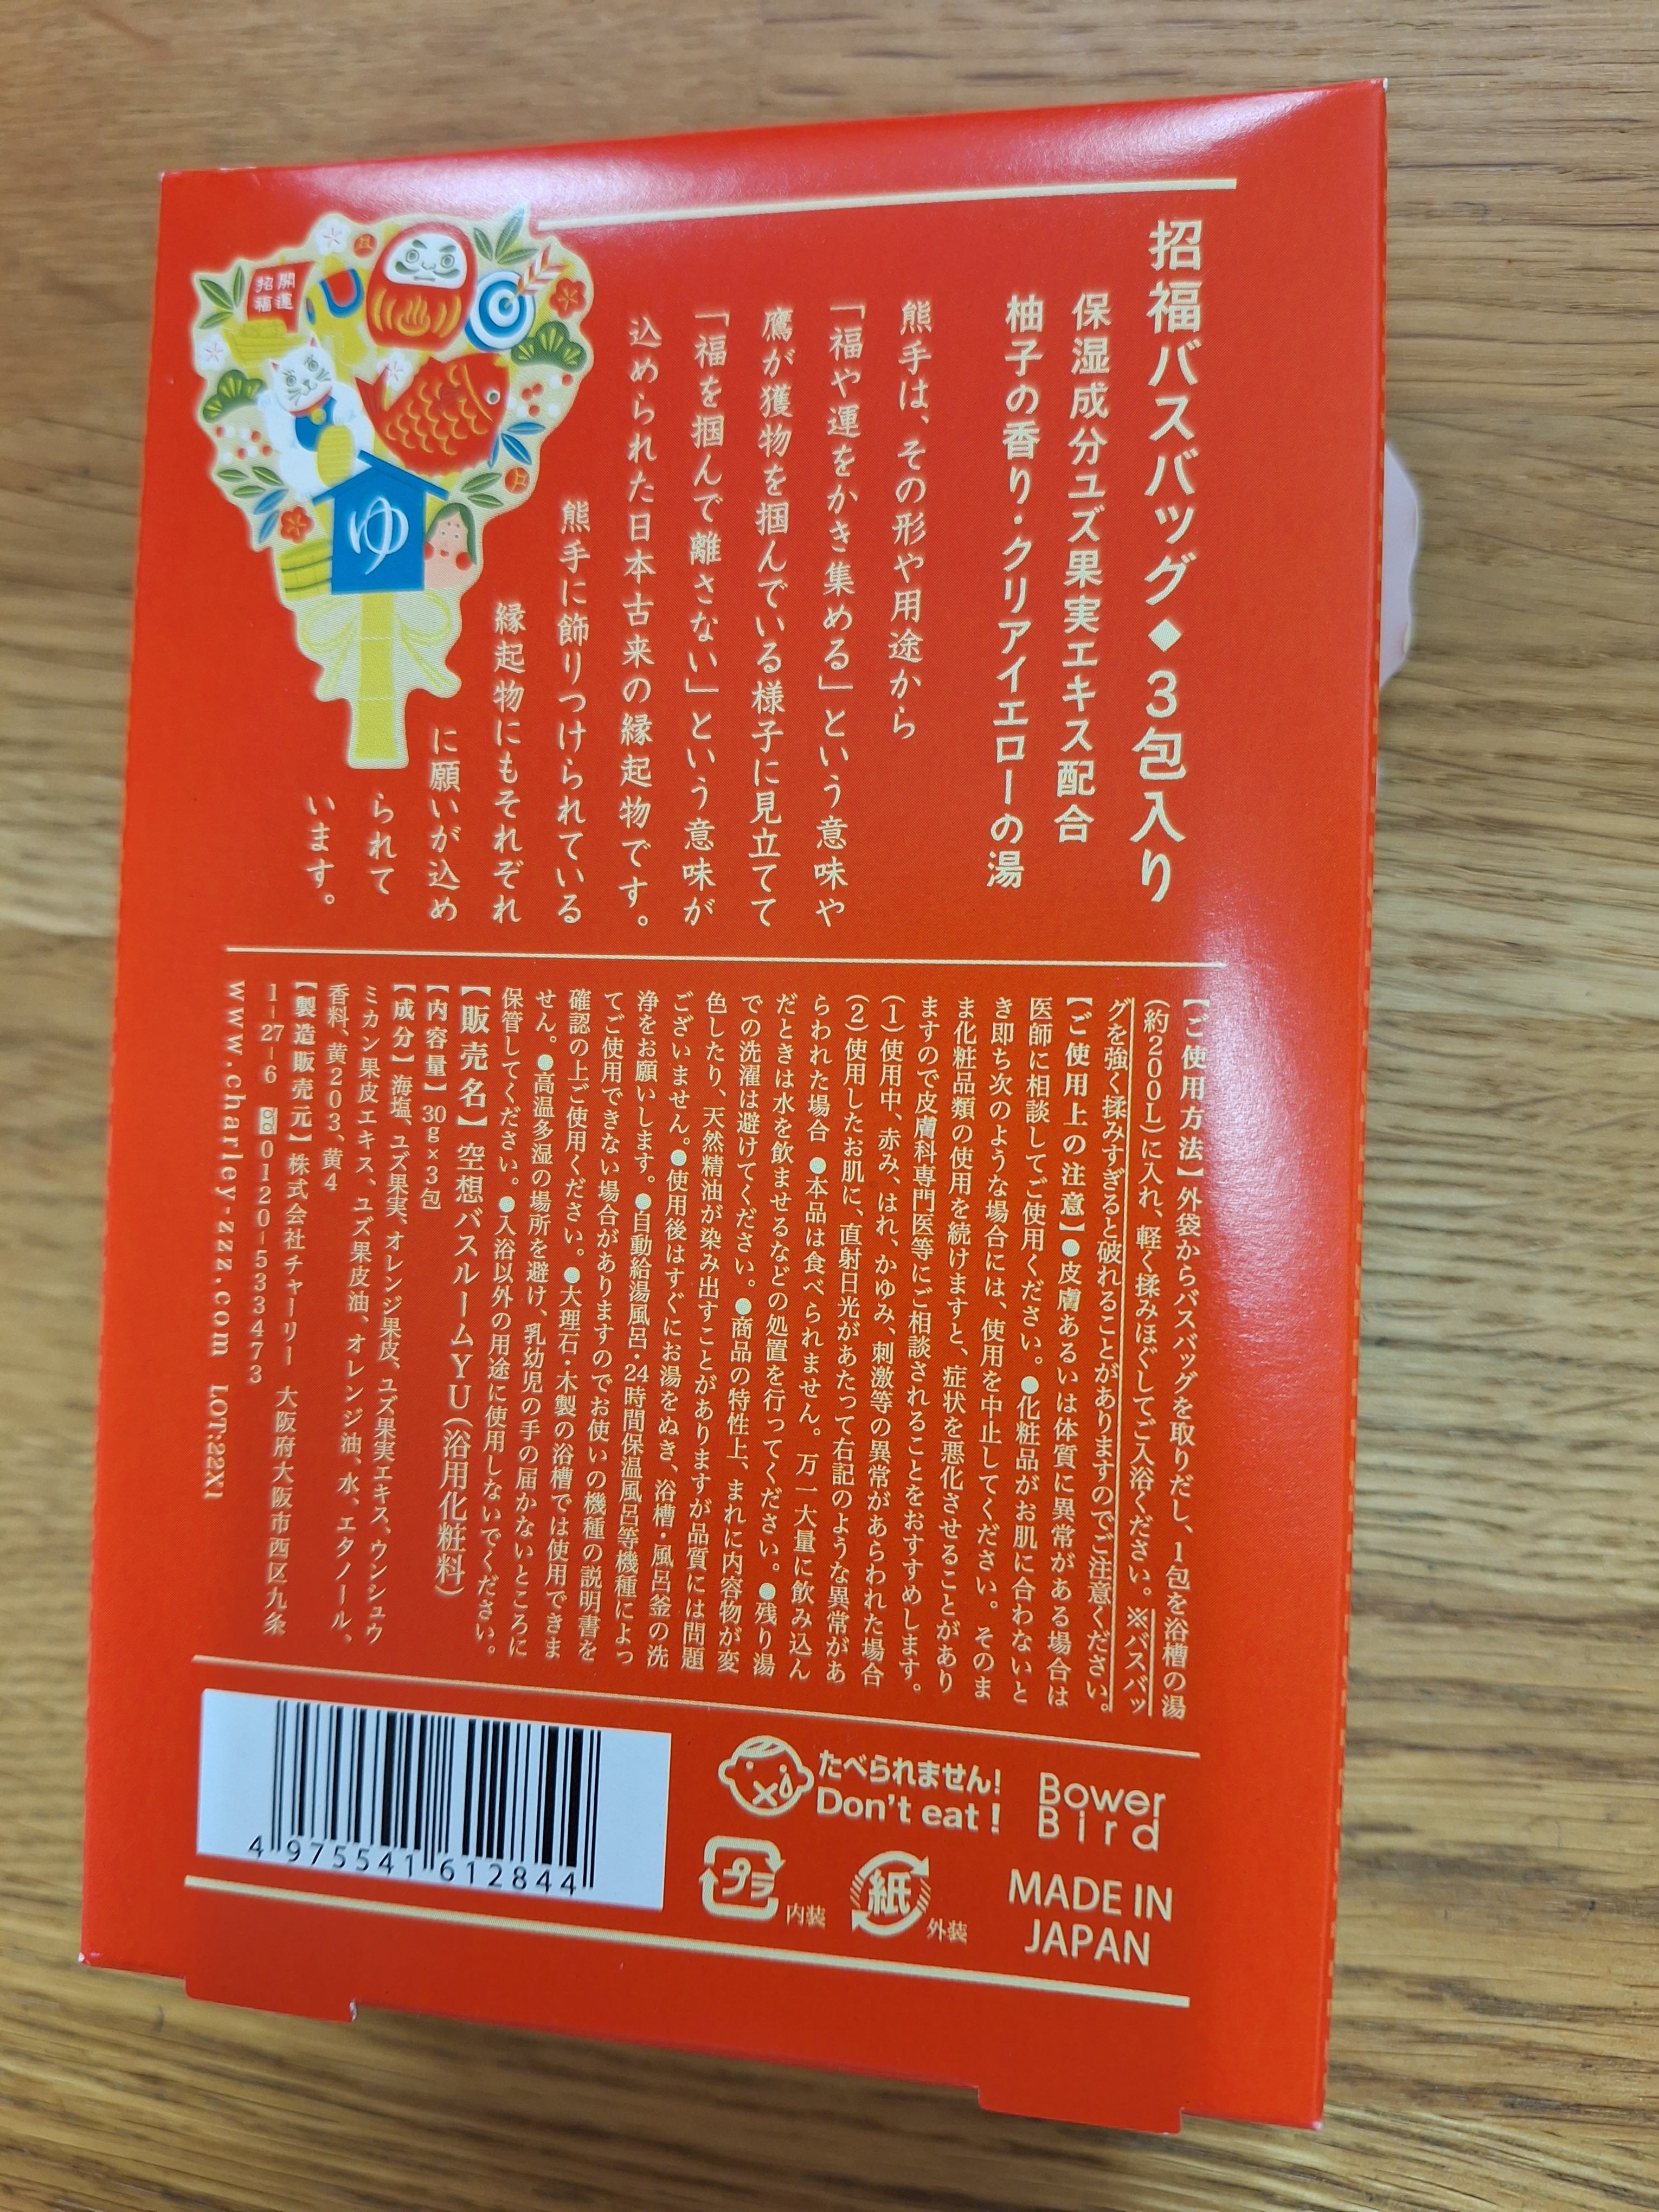 招福バスバッグ◆3包入り
保湿成分ユズ果実エキス配合
柚子の香り・クリアイエローの湯
熊手は、その形や用途から
「福や運をかき集める」という意味や
鷹が獲物を掴んでいる様子に見立てて
「福を掴んで離さない」という意味が
込められた日本古来の縁起物です。
熊手に飾りつけられている
縁起物にもそれぞれ
に願いが込め
られて
います。
開運
招福
ゆ
【ご使用方法】外袋からバスバッグを取りだし、1包を浴槽の湯
(約200L)に入れ、軽く揉みほぐしてご入浴ください。※バスバッ
グを強く揉みすぎると破れることがありますのでご注意ください。
【ご使用上の注意】●皮膚あるいは体質に異常がある場合は
医師に相談してご使用ください。●化粧品がお肌に合わないと
き即ち次のような場合には、使用を中止してください。そのま
ま化粧品類の使用を続けますと、症状を悪化させることがあり
ますので皮膚科専門医等にご相談されることをおすすめします。
(1)使用中、赤み、はれ、かゆみ、刺激等の異常があらわれた場合
(2)使用したお肌に、直射日光があたって右記のような異常があ
らわれた場合 ●本品は食べられません。万一大量に飲み込ん
だときは水を飲ませるなどの処置を行ってください。●残り湯
での洗濯は避けてください。●商品の特性上、まれに内容物が変
色したり、天然精油が染み出すことがありますが品質には問題
ございません。●使用後はすぐにお湯をぬき、浴槽・風呂釜の洗
浄をお願いします。●自動給湯風呂・24時間保温風呂等機種によっ
てご使用できない場合がありますのでお使いの機種の説明書を
確認の上ご使用ください。●大理石・木製の浴槽では使用できま
せん。●高温多湿の場所を避け、乳幼児の手の届かないところに
保管してください。●入浴以外の用途に使用しないでください。
【販売名】空想バスルームYU(浴用化粧料)
【内容量】30g×3包
【成分】海塩、ユズ果実、オレンジ果皮、ユズ果実エキス、ウンシュウ
ミカン果皮エキス、ユズ果皮油、オレンジ油、水、エタノール、
香料、黄203、黄4
【製造販売元】株式会社チャーリー 大阪府大阪市西区九条
1-27-6 0120-533473
www.charley-zzz.com LOT:22X1
4 975541 612844
たべられません!
Don't eat !
Bower
Bird
プラ
内装
紙
外装
MADE IN
JAPAN